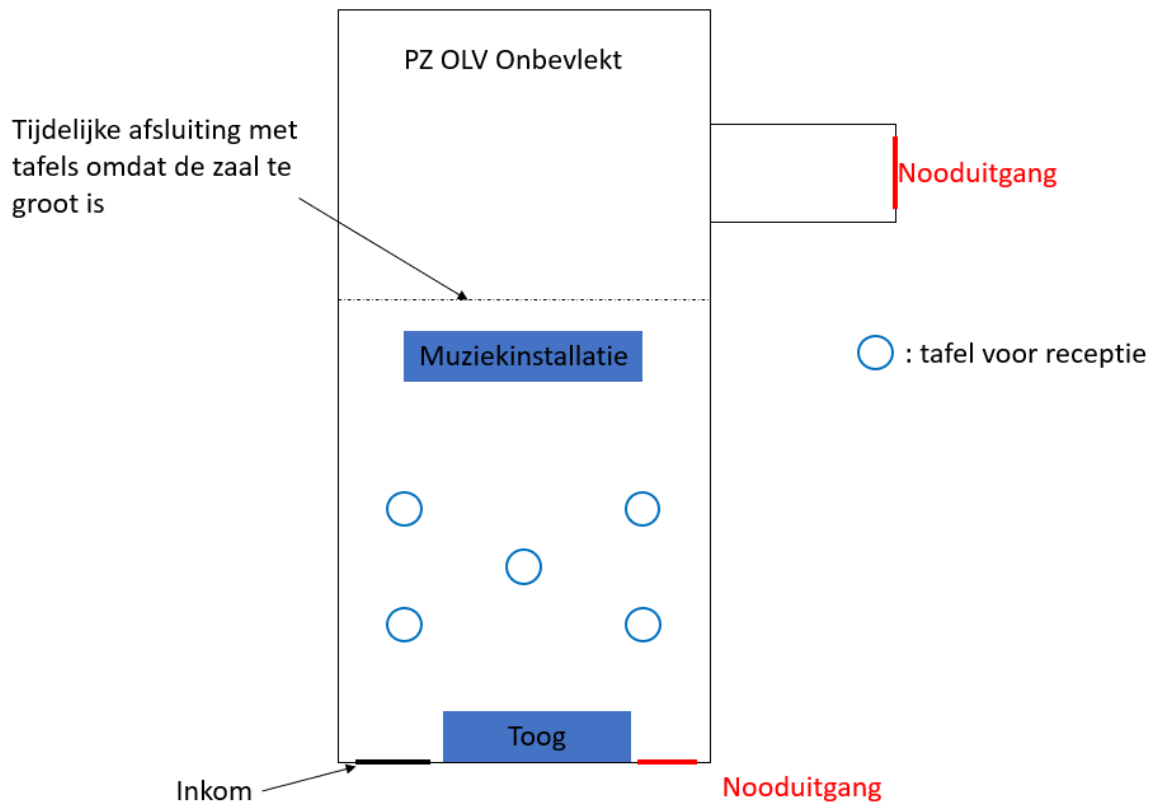 PZ OLV Onbevlekt
Tijdelijke afsluiting met
tafels omdat de zaal te
groot is
Nooduitgang
Muziekinstallatie
: tafel voor receptie
Toog
Inkom
Nooduitgang